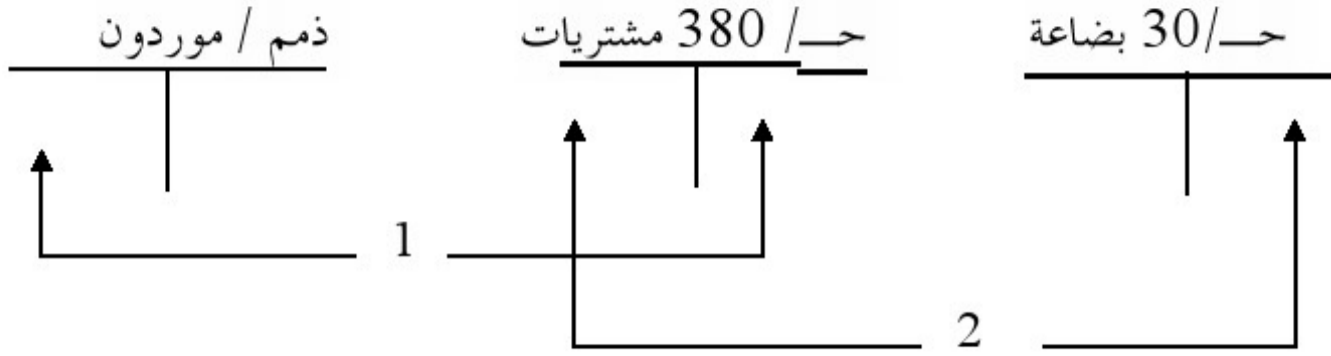 حـــ/30 بضاعة
حـــ/ 380 مشتريات
ذمم / موردون
1
2